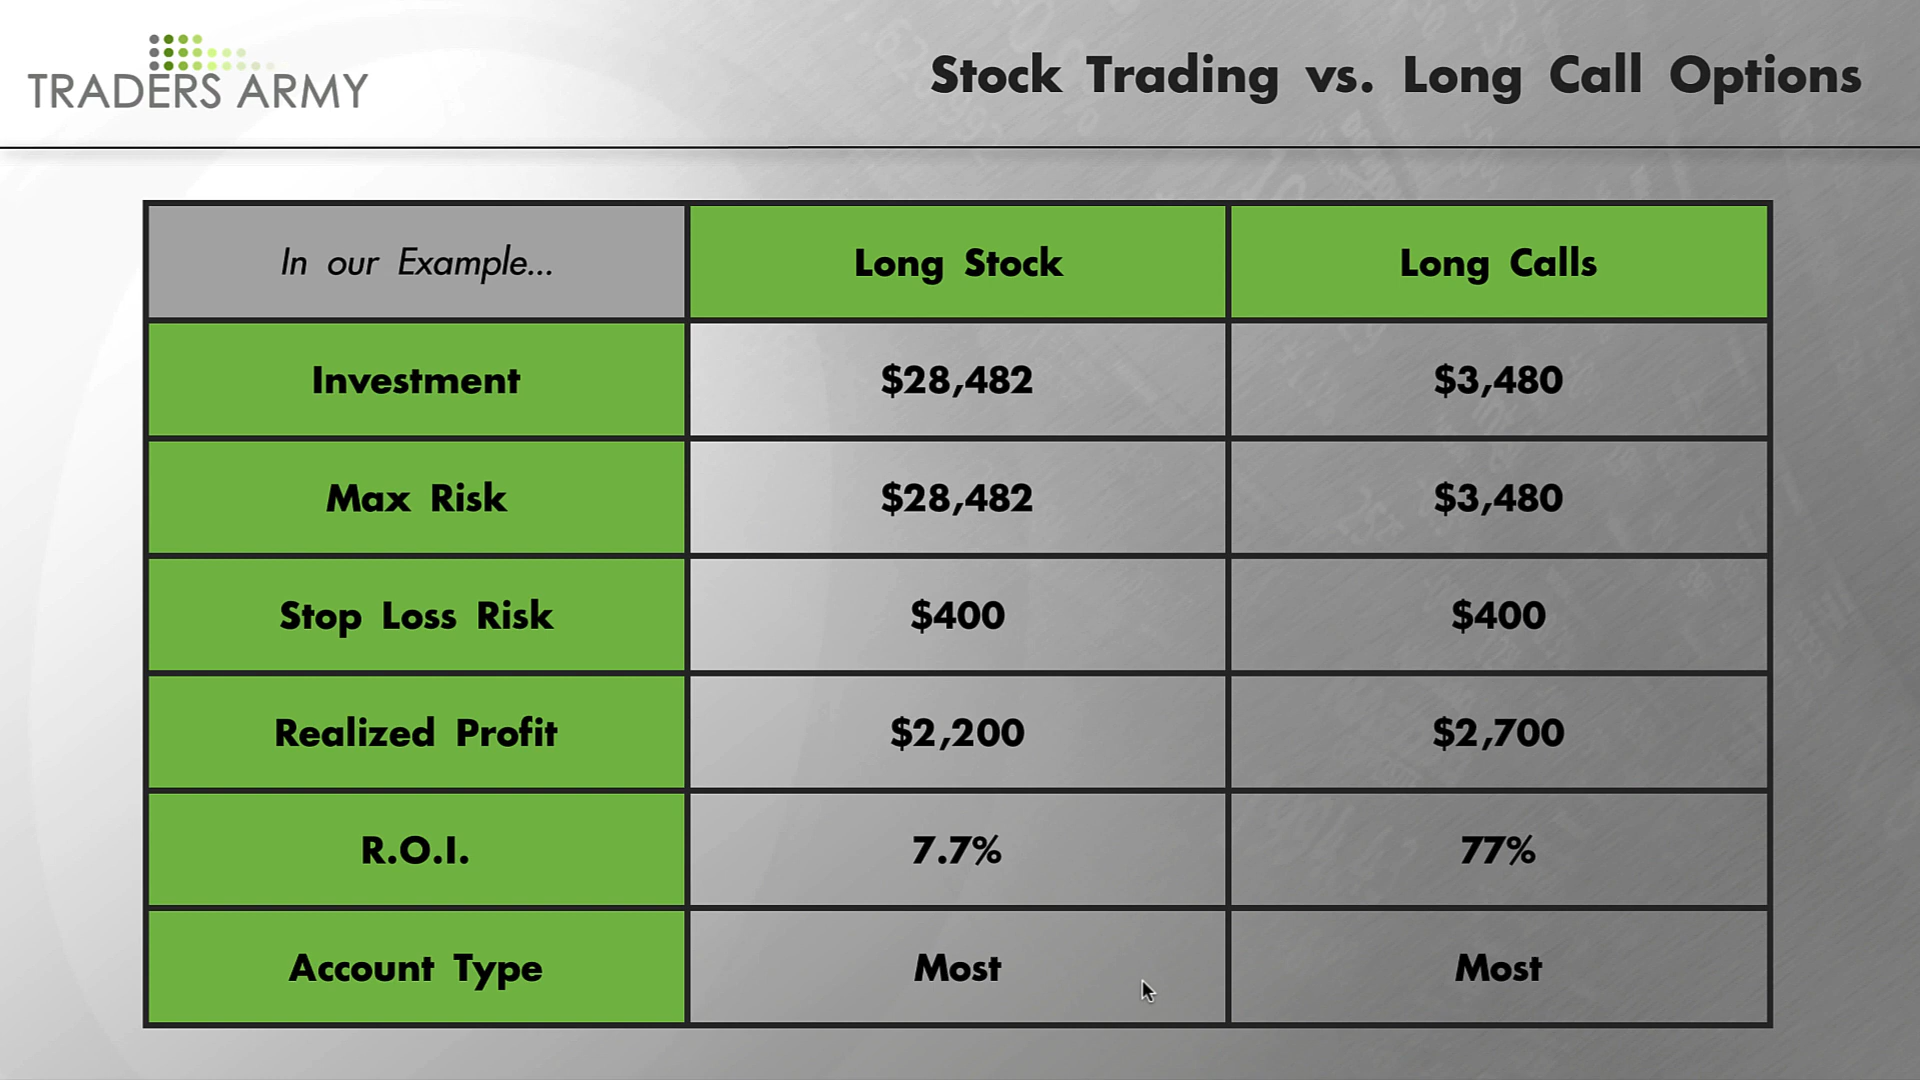 TRADERS ARMY
Stock Trading vs. Long Call Options
In our Example...
Long Stock
Long Calls
Investment
$28,482
$3,480
Max Risk
$28,482
$3,480
Stop Loss Risk
$400
$400
Realized Profit
$2,200
$2,700
R.O.I.
7.7%
77%
Account Type
Most
Most